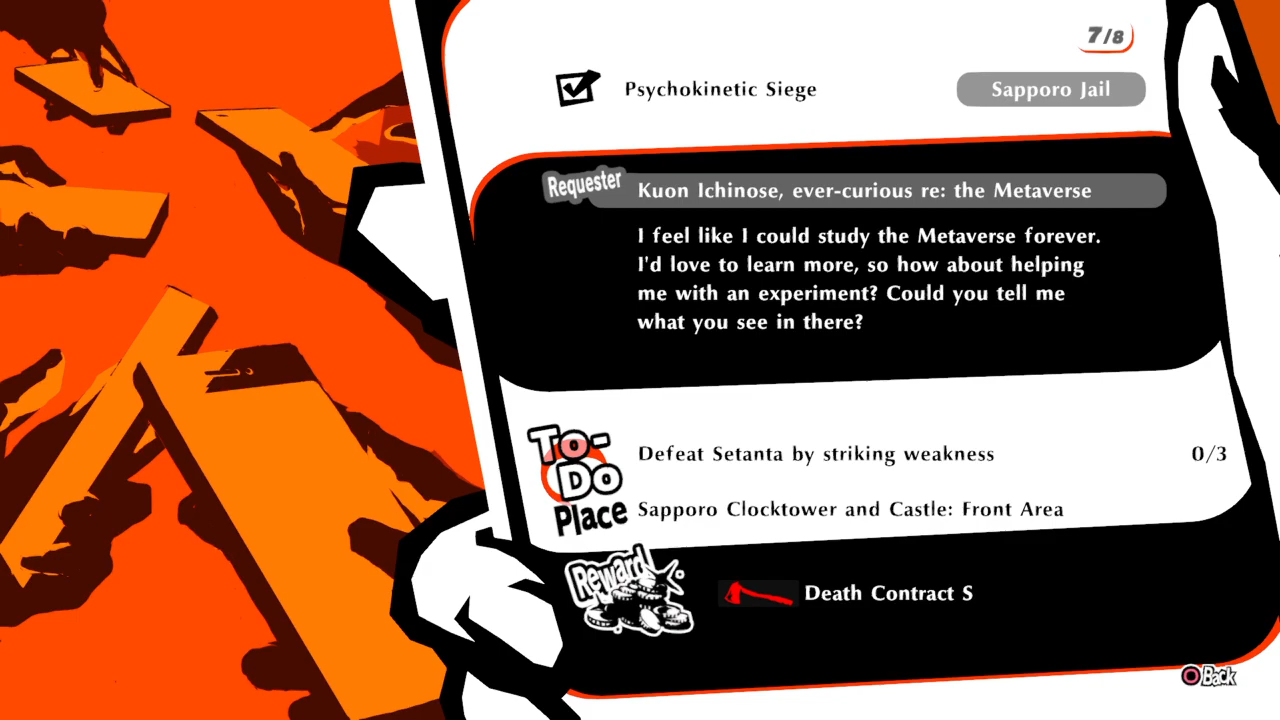 7/8
Psychokinetic Siege
Sapporo Jail
Requester
Kuon Ichinose, ever-curious re: the Metaverse
I feel like I could study the Metaverse forever.
I'd love to learn more, so how about helping
me with an experiment? Could you tell me
what you see in there?
To-
Do
Defeat Setanta by striking weakness 0/3
Place
Sapporo Clocktower and Castle: Front Area
Reward
Death Contract S
Back